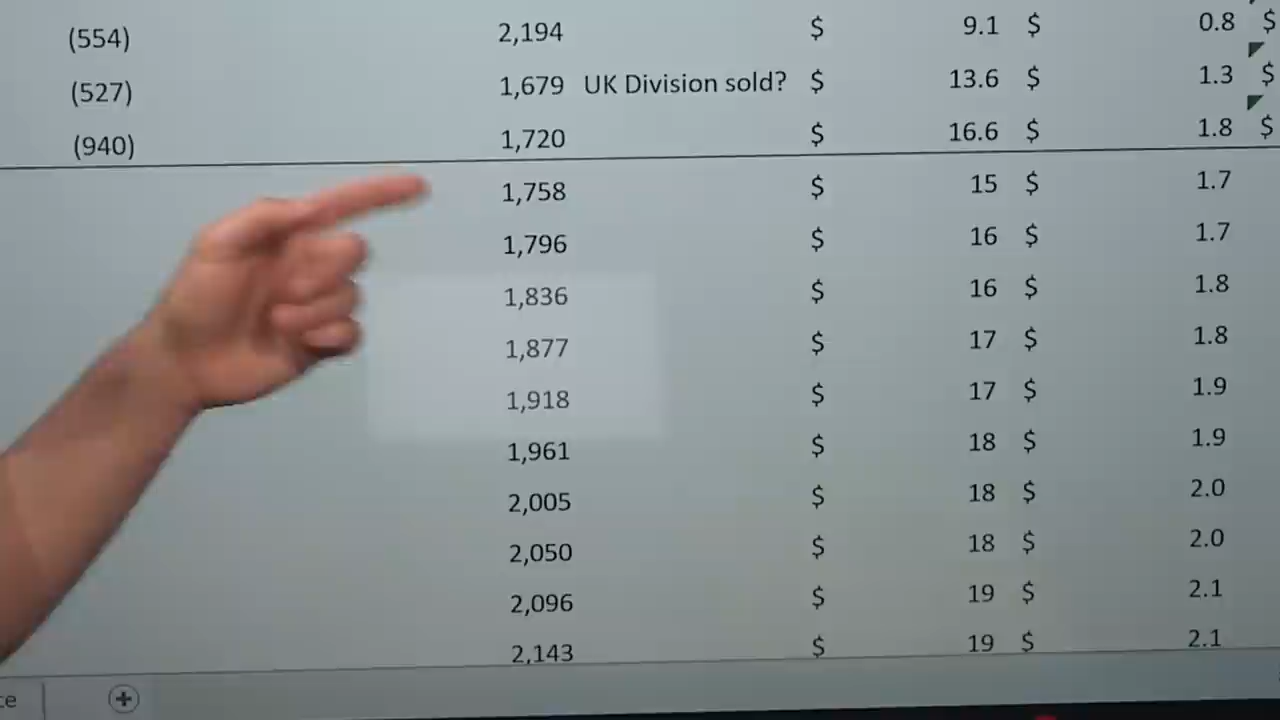 (554) 2,194 $ 9.1 $ 0.8 $
(527) 1,679 UK Division sold? $ 13.6 $ 1.3 $
(940) 1,720 $ 16.6 $ 1.8 $
1,758 $ 15 $ 1.7
1,796 $ 16 $ 1.7
1,836 $ 16 $ 1.8
1,877 $ 17 $ 1.8
1,918 $ 17 $ 1.9
1,961 $ 18 $ 1.9
2,005 $ 18 $ 2.0
2,050 $ 18 $ 2.0
2,096 $ 19 $ 2.1
2,143 $ 19 $ 2.1